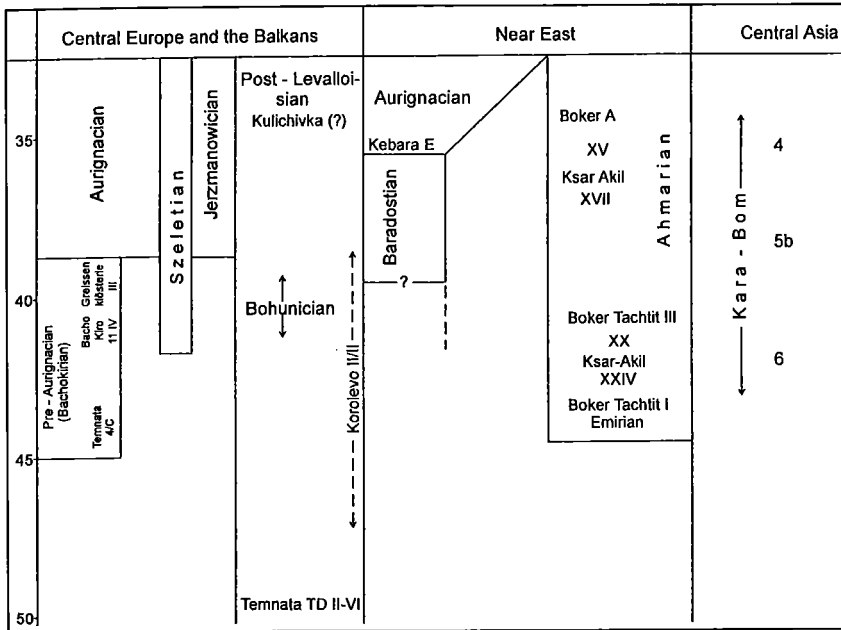 Central Europe and the Balkans
Near East
Central Asia
35
40
45
50
Aurignacian
Pre - Aurignacian
(Bachokirian)
Temnata
4/C
Bacho
Kiro
11 IV
Greissen
klösterle
III
Szeletian
Jerzmanowician
Post - Levalloi-
sian
Kulichivka (?)
Bohunician
Korolevo II/II
Temnata TD II-VI
Aurignacian
Kebara E
Baradostian
?
Boker A
XV
Ksar Akil
XVII
Ahmarian
Boker Tachtit III
XX
Ksar-Akil
XXIV
Boker Tachtit I
Emirian
Kara - Bom
4
5b
6